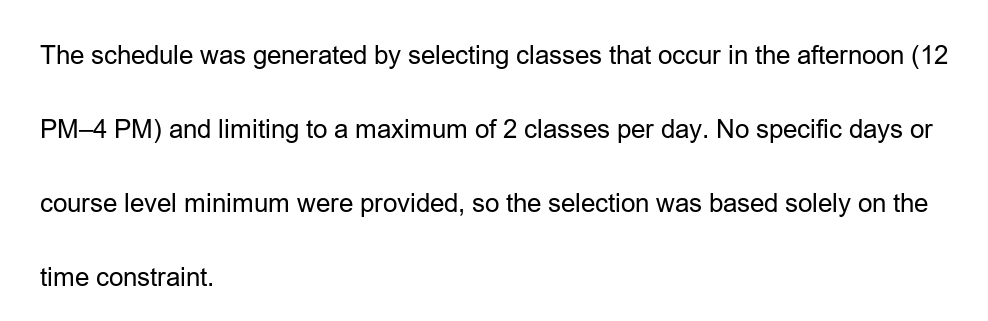 The schedule was generated by selecting classes that occur in the afternoon (12
PM–4 PM) and limiting to a maximum of 2 classes per day. No specific days or
course level minimum were provided, so the selection was based solely on the
time constraint.